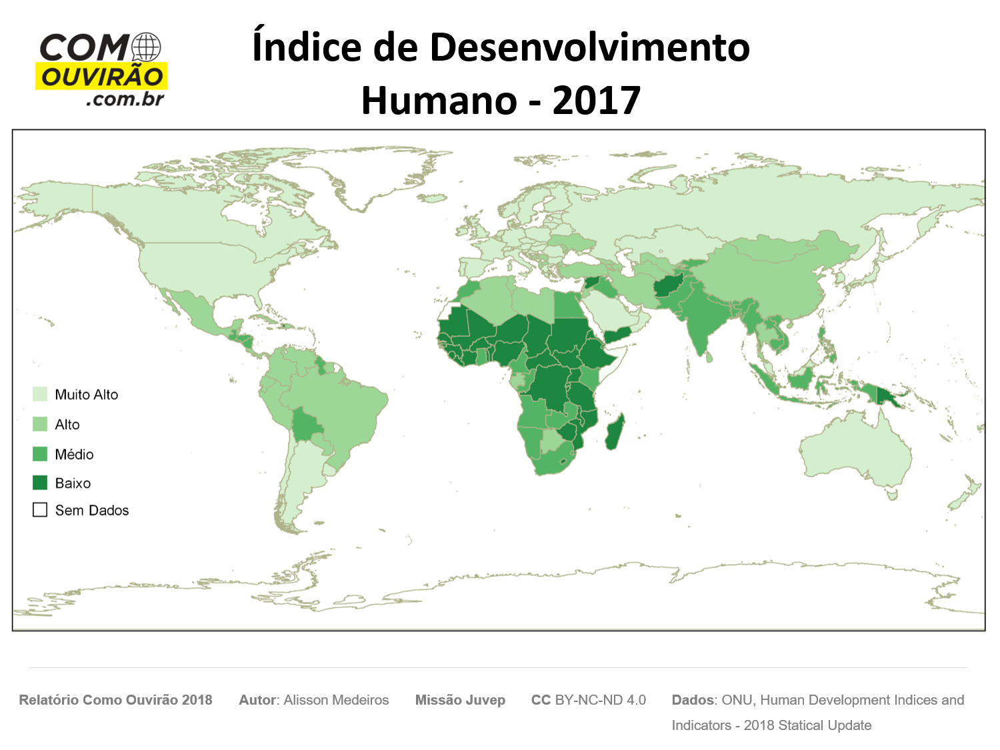 COMO
OUVIRÃO
.com.br
Índice de Desenvolvimento
Humano - 2017
Muito Alto
Alto
Médio
Baixo
Sem Dados
Relatório Como Ouvirão 2018 Autor: Alisson Medeiros Missão Juvep CC BY-NC-ND 4.0 Dados: ONU, Human Development Indices and
Indicators - 2018 Statical Update